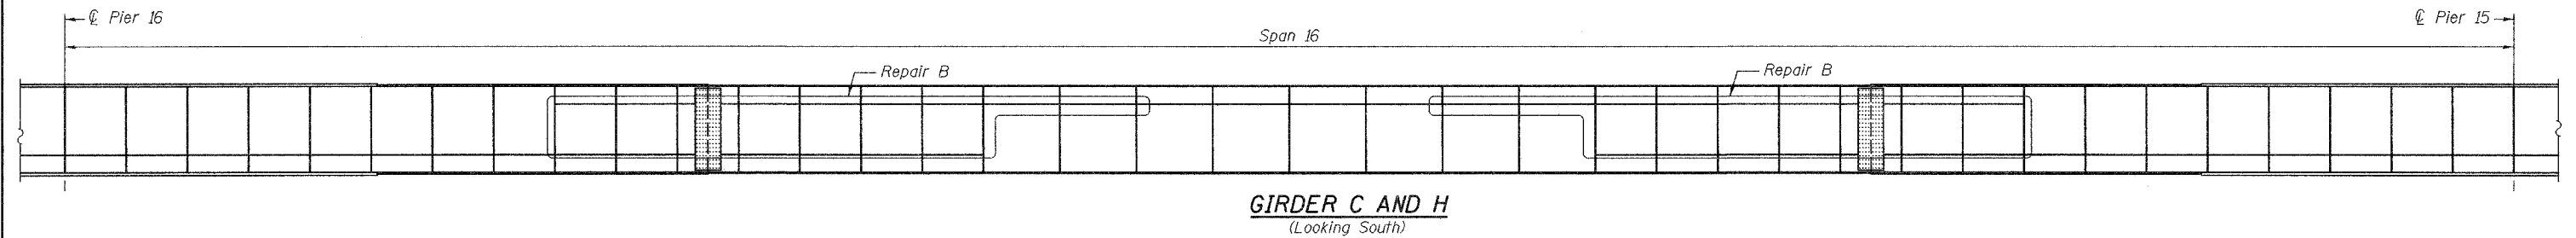 ℄ Pier 16
℄ Pier 15
Span 16
Repair B
Repair B
GIRDER C AND H
(Looking South)